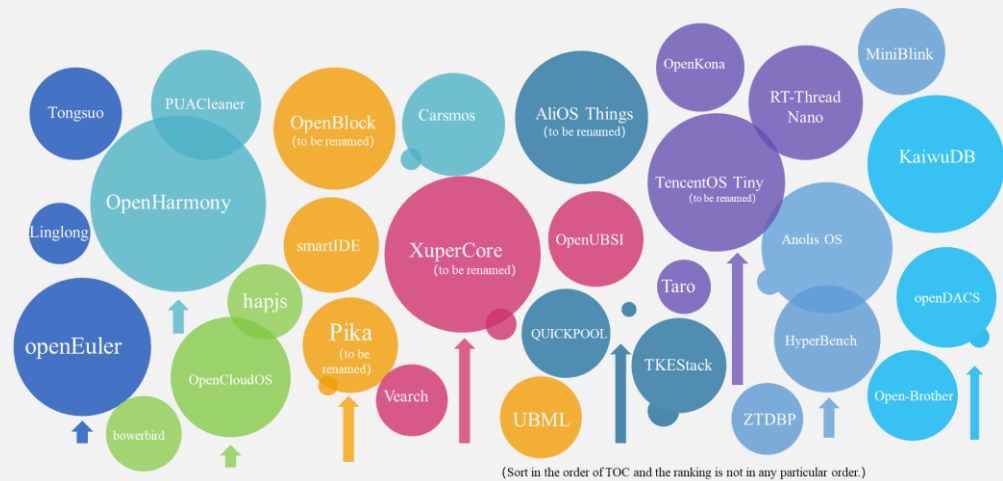 Tongsuo
PUACleaner
OpenHarmony
Linglong
openEuler
hapjs
OpenCloudOS
bowerbird
OpenBlock
(to be renamed)
smartIDE
Pika
(to be
renamed)
Carsmos
XuperCore
(to be renamed)
Vearch
AliOS Things
(to be renamed)
OpenUBSI
QUICKPOOL
UBML
OpenKona
RT-Thread
Nano
TencentOS Tiny
(to be renamed)
Taro
TKEStack
MiniBlink
Anolis OS
HyperBench
ZTDBP
KaiwuDB
openDACS
Open-Brother
(Sort in the order of TOC and the ranking is not in any particular order.)